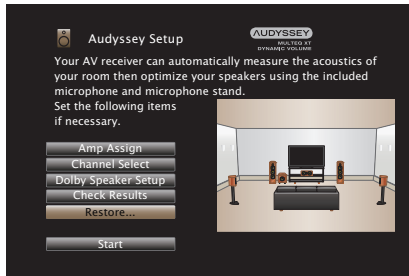 Audyssey Setup
AUDYSSEY
MULTEQ XT
DYNAMIC VOLUME
Your AV receiver can automatically measure the acoustics of
your room then optimize your speakers using the included
microphone and microphone stand.
Set the following items
if necessary.
Amp Assign
Channel Select
Dolby Speaker Setup
Check Results
Restore...
Start